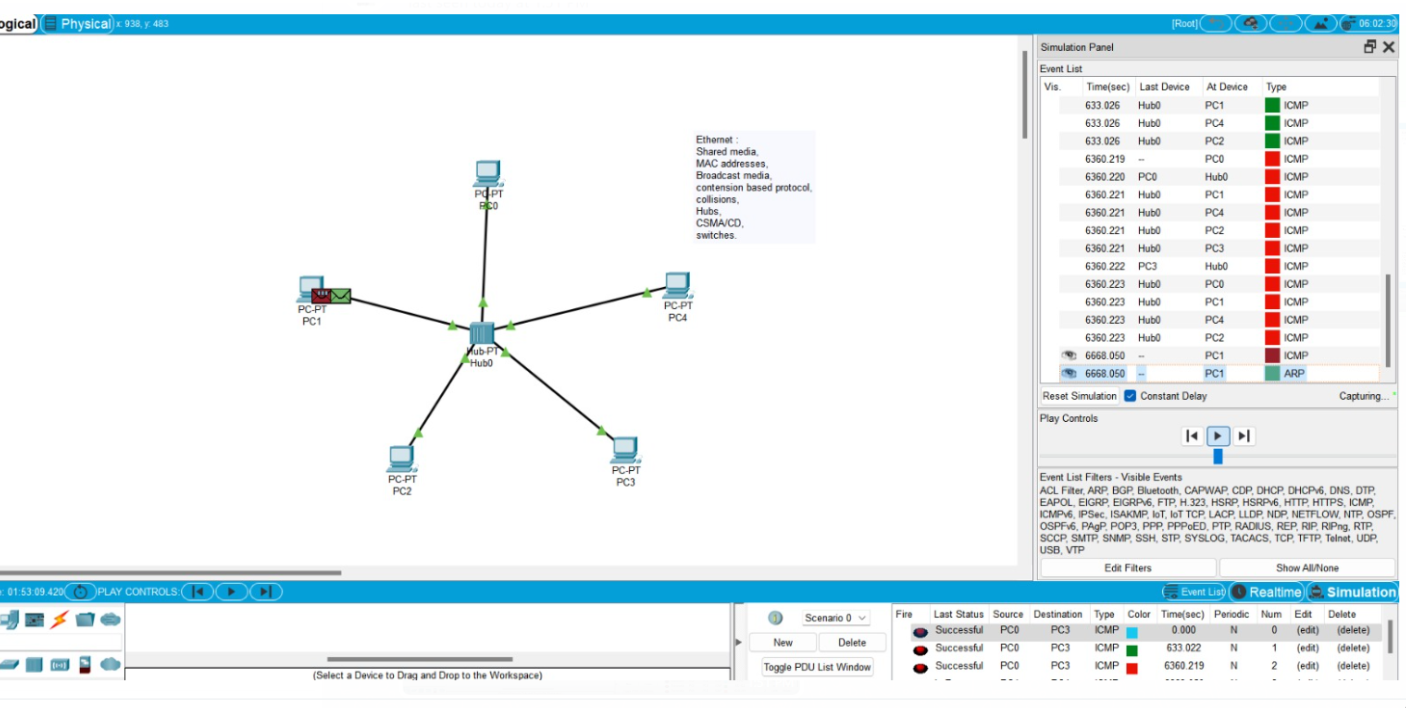 ogical Physical x: 938, y: 483 [Root] 06:02:30
Simulation Panel
Event List
Vis. Time(sec) Last Device At Device Type
633.026 Hub0 PC1 ICMP
633.026 Hub0 PC4 ICMP
633.026 Hub0 PC2 ICMP
6360.219 -- PC0 ICMP
6360.220 PC0 Hub0 ICMP
6360.221 Hub0 PC1 ICMP
6360.221 Hub0 PC4 ICMP
6360.221 Hub0 PC2 ICMP
6360.221 Hub0 PC3 ICMP
6360.222 PC3 Hub0 ICMP
6360.223 Hub0 PC0 ICMP
6360.223 Hub0 PC1 ICMP
6360.223 Hub0 PC4 ICMP
6360.223 Hub0 PC2 ICMP
6668.050 -- PC1 ICMP
6668.050 -- PC1 ARP
Reset Simulation Constant Delay Capturing...
Play Controls
Event List Filters - Visible Events
ACL Filter, ARP, BGP, Bluetooth, CAPWAP, CDP, DHCP, DHCPv6, DNS, DTP,
EAPOL, EIGRP, EIGRPv6, FTP, H.323, HSRP, HSRPv6, HTTP, HTTPS, ICMP,
ICMPv6, IPSec, ISAKMP, IoT, IoT TCP, LACP, LLDP, NDP, NETFLOW, NTP, OSPF,
OSPFv6, PAgP, POP3, PPP, PPPoED, PTP, RADIUS, REP, RIP, RIPng, RTP,
SCCP, SMTP, SNMP, SSH, STP, SYSLOG, TACACS, TCP, TFTP, Telnet, UDP,
USB, VTP
Edit Filters Show All/None
Ethernet :
Shared media,
MAC addresses,
Broadcast media,
contension based protocol,
collisions,
Hubs,
CSMA/CD,
switches.
PC-PT
PC0
PC-PT
PC1
PC-PT
PC4
Hub-PT
Hub0
PC-PT
PC2
PC-PT
PC3
: 01:53:09.420 PLAY CONTROLS: Event List Realtime Simulation
Scenario 0
New Delete
Toggle PDU List Window
Fire Last Status Source Destination Type Color Time(sec) Periodic Num Edit Delete
Successful PC0 PC3 ICMP 0.000 N 0 (edit) (delete)
Successful PC0 PC3 ICMP 633.022 N 1 (edit) (delete)
Successful PC0 PC3 ICMP 6360.219 N 2 (edit) (delete)
(Select a Device to Drag and Drop to the Workspace)